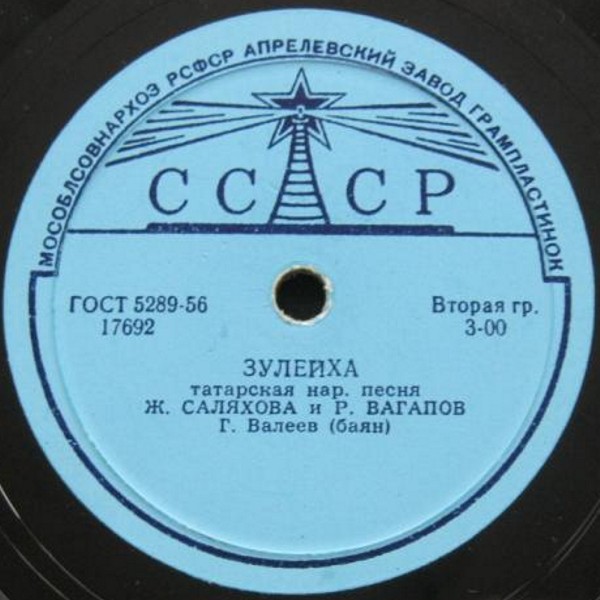 МОСОБЛСОВНАРХОЗ РСФСР АПРЕЛЕВСКИЙ ЗАВОД ГРАМПЛАСТИНОК
СССР
ГОСТ 5289-56
17692
Вторая гр.
3-00
ЗУЛЕЙХА
татарская нар. песня
Ж. САЛЯХОВА и Р. ВАГАПОВ
Г. Валеев (баян)